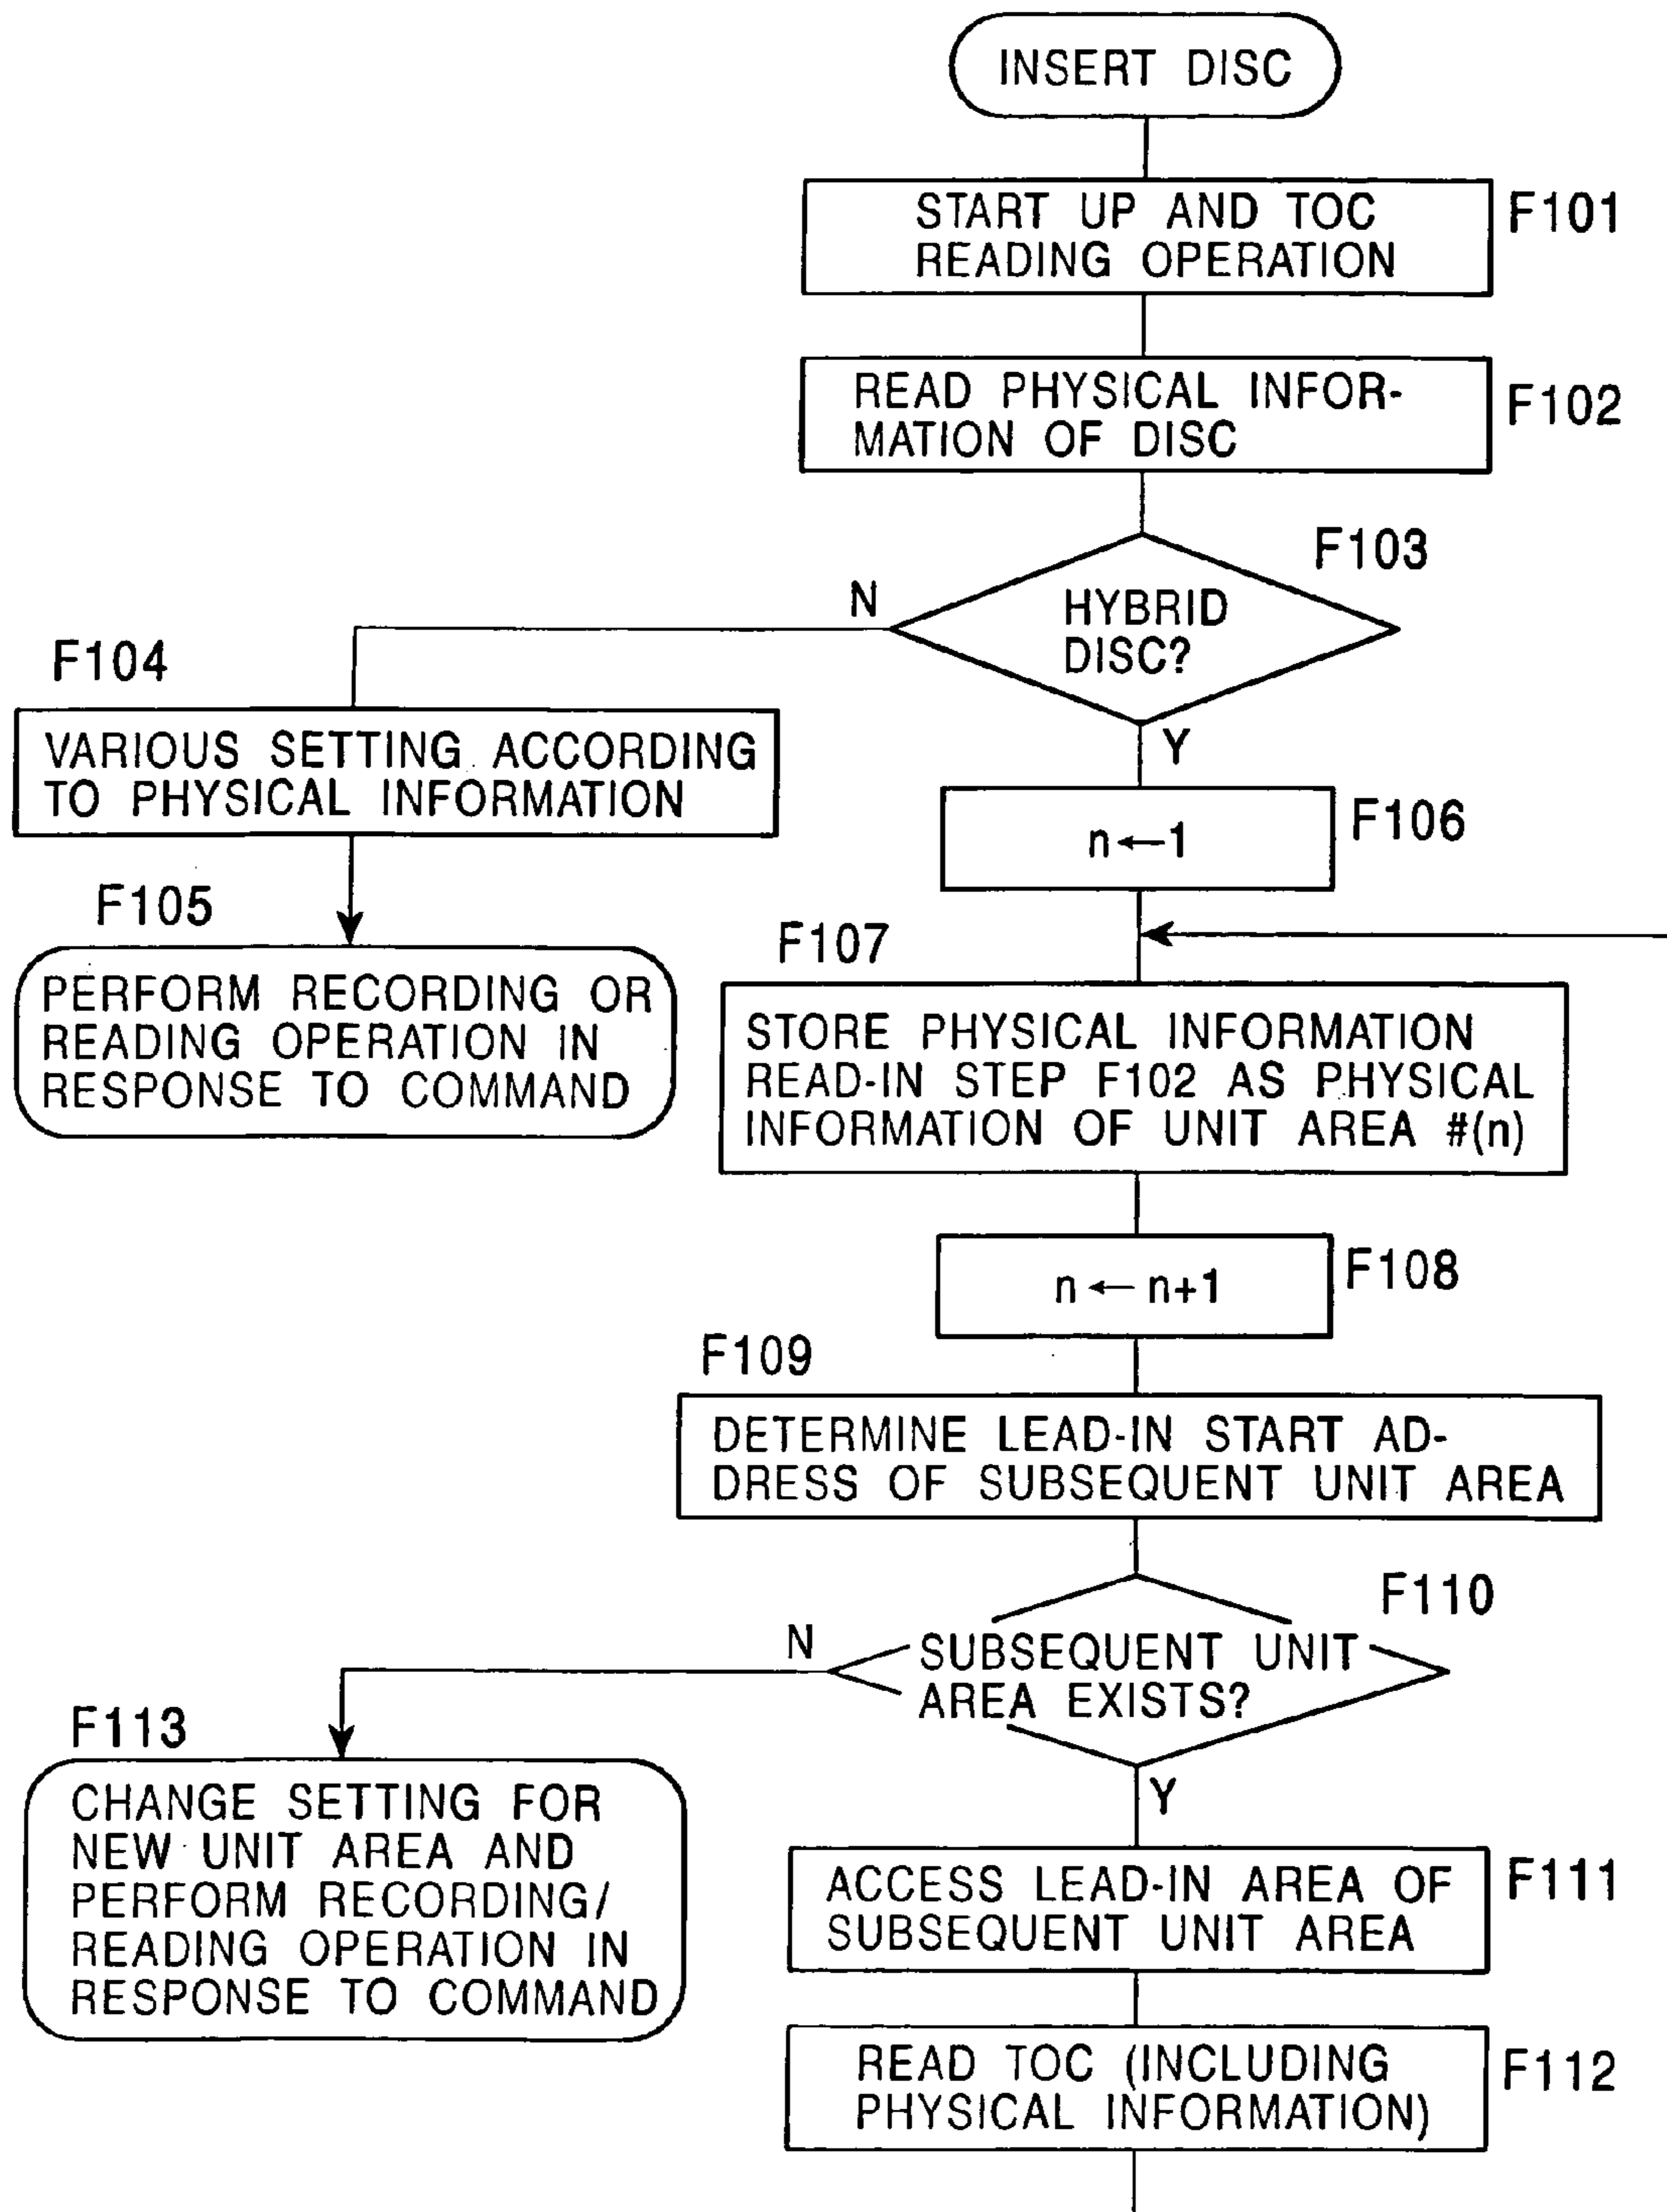 INSERT DISC
START UP AND TOC
READING OPERATION
F101
READ PHYSICAL INFOR-
MATION OF DISC
F102
F103
HYBRID
DISC?
N
Y
F104
VARIOUS SETTING ACCORDING
TO PHYSICAL INFORMATION
F105
PERFORM RECORDING OR
READING OPERATION IN
RESPONSE TO COMMAND
n←1
F106
F107
STORE PHYSICAL INFORMATION
READ-IN STEP F102 AS PHYSICAL
INFORMATION OF UNIT AREA #(n)
n←n+1
F108
F109
DETERMINE LEAD-IN START AD-
DRESS OF SUBSEQUENT UNIT AREA
F110
SUBSEQUENT UNIT
AREA EXISTS?
N
Y
F113
CHANGE SETTING FOR
NEW UNIT AREA AND
PERFORM RECORDING/
READING OPERATION IN
RESPONSE TO COMMAND
ACCESS LEAD-IN AREA OF
SUBSEQUENT UNIT AREA
F111
READ TOC (INCLUDING
PHYSICAL INFORMATION)
F112